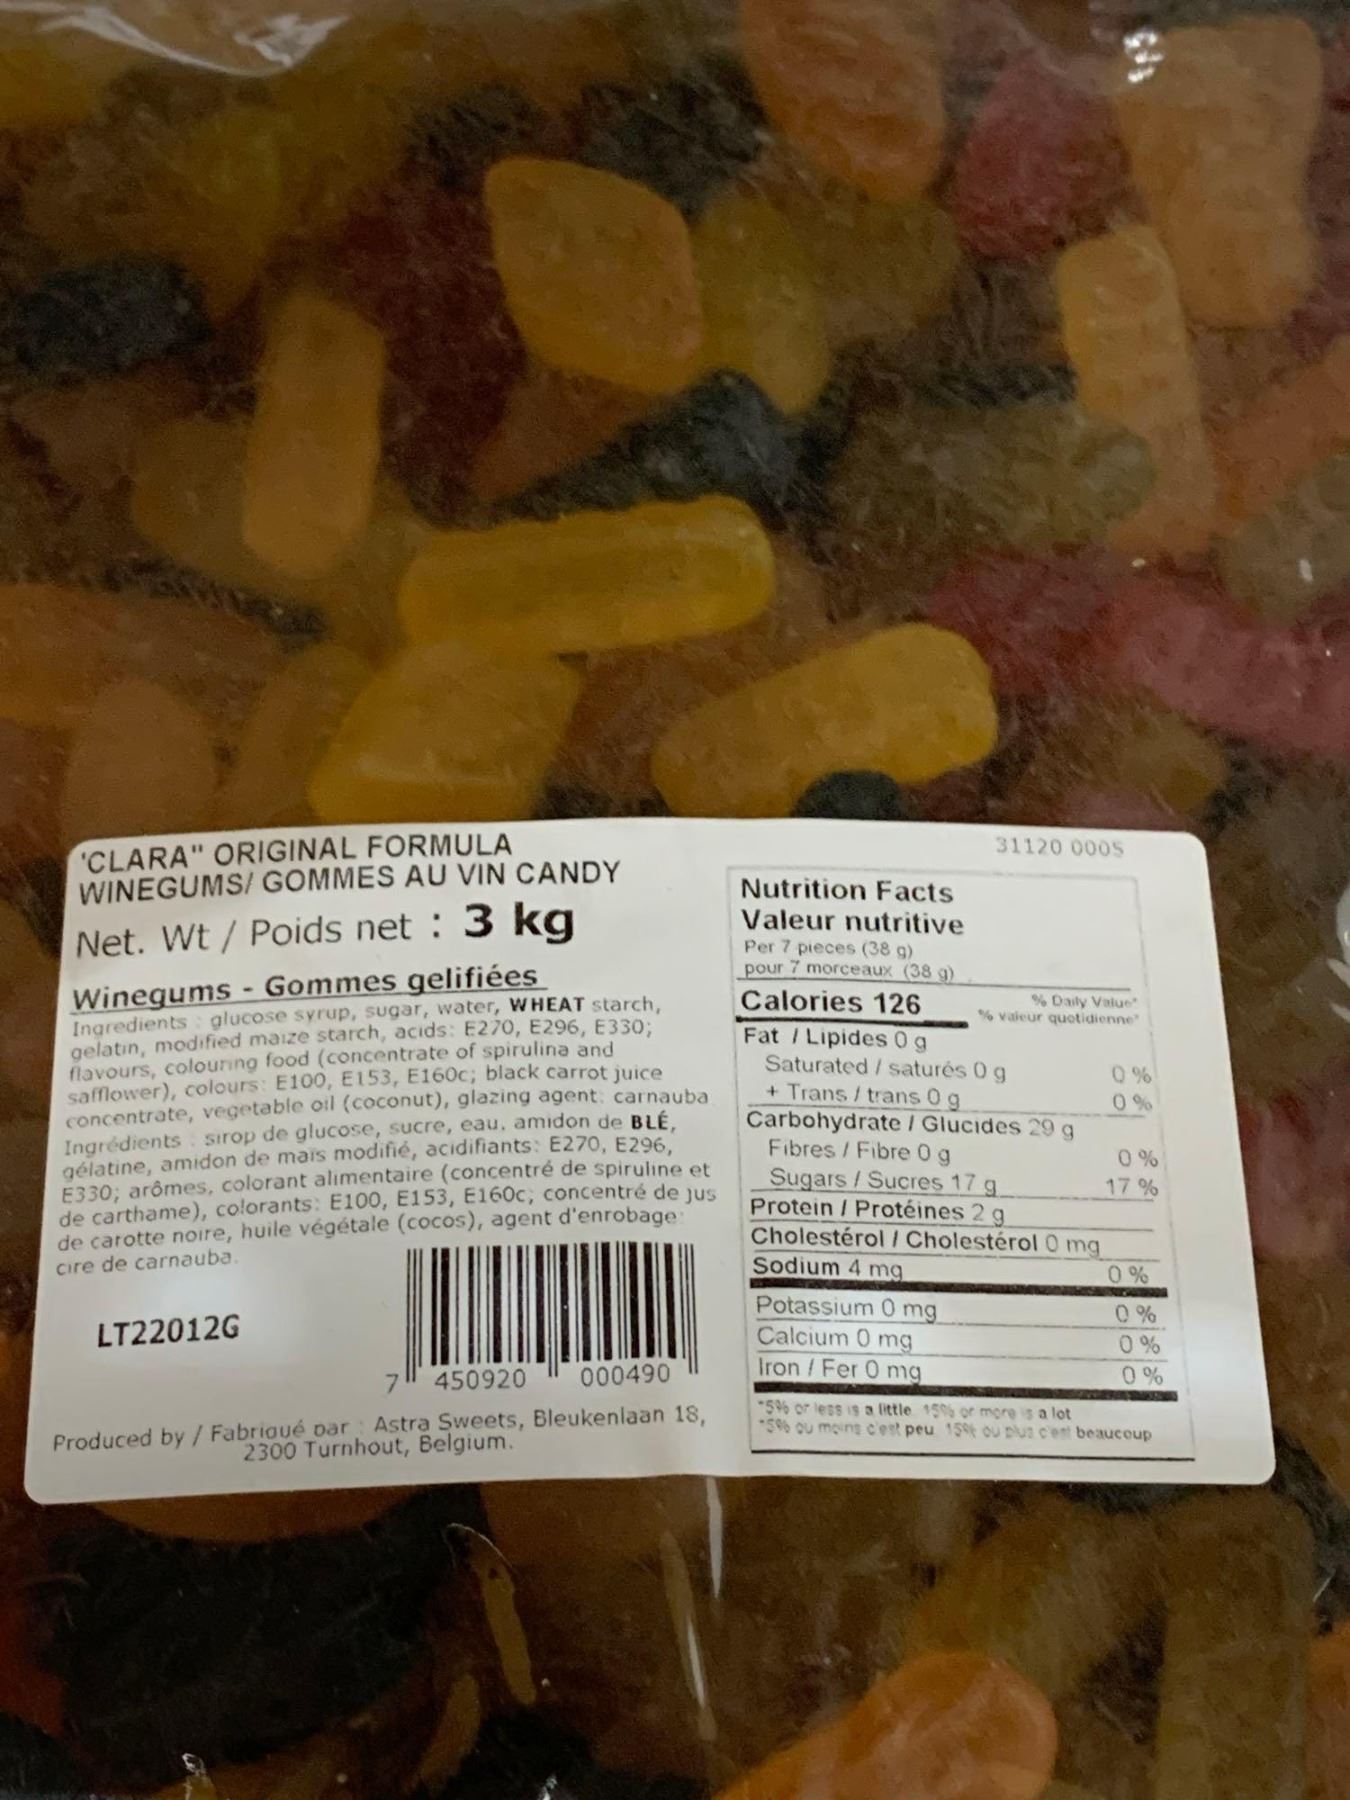 'CLARA" ORIGINAL FORMULA
WINEGUMS/ GOMMES AU VIN CANDY
Net. Wt / Poids net : 3 kg
Winegums - Gommes gelifiées
Ingredients : glucose syrup, sugar, water, WHEAT starch,
gelatin, modified maize starch, acids: E270, E296, E330;
flavours, colouring food (concentrate of spirulina and
safflower), colours: E100, E153, E160c; black carrot juice
concentrate, vegetable oil (coconut), glazing agent: carnauba
Ingrédients : sirop de glucose, sucre, eau, amidon de BLÉ,
gélatine, amidon de maïs modifié, acidifiants: E270, E296,
E330; arômes, colorant alimentaire (concentré de spiruline et
de carthame), colorants: E100, E153, E160c; concentré de jus
de carotte noire, huile végétale (cocos), agent d'enrobage:
cire de carnauba.
LT22012G
7 450920 000490
Produced by / Fabriqué par : Astra Sweets, Bleukenlaan 18,
2300 Turnhout, Belgium.
31120 0005
Nutrition Facts
Valeur nutritive
Per 7 pieces (38 g)
pour 7 morceaux (38 g)
Calories 126
% Daily Value*
% valeur quotidienne*
Fat / Lipides 0 g
Saturated / saturés 0 g 0 %
+ Trans / trans 0 g 0 %
Carbohydrate / Glucides 29 g
Fibres / Fibre 0 g 0 %
Sugars / Sucres 17 g 17 %
Protein / Protéines 2 g
Cholestérol / Cholestérol 0 mg
Sodium 4 mg 0 %
Potassium 0 mg 0 %
Calcium 0 mg 0 %
Iron / Fer 0 mg 0 %
*5% or less is a little 15% or more is a lot
*5% ou moins c'est peu 15% ou plus c'est beaucoup